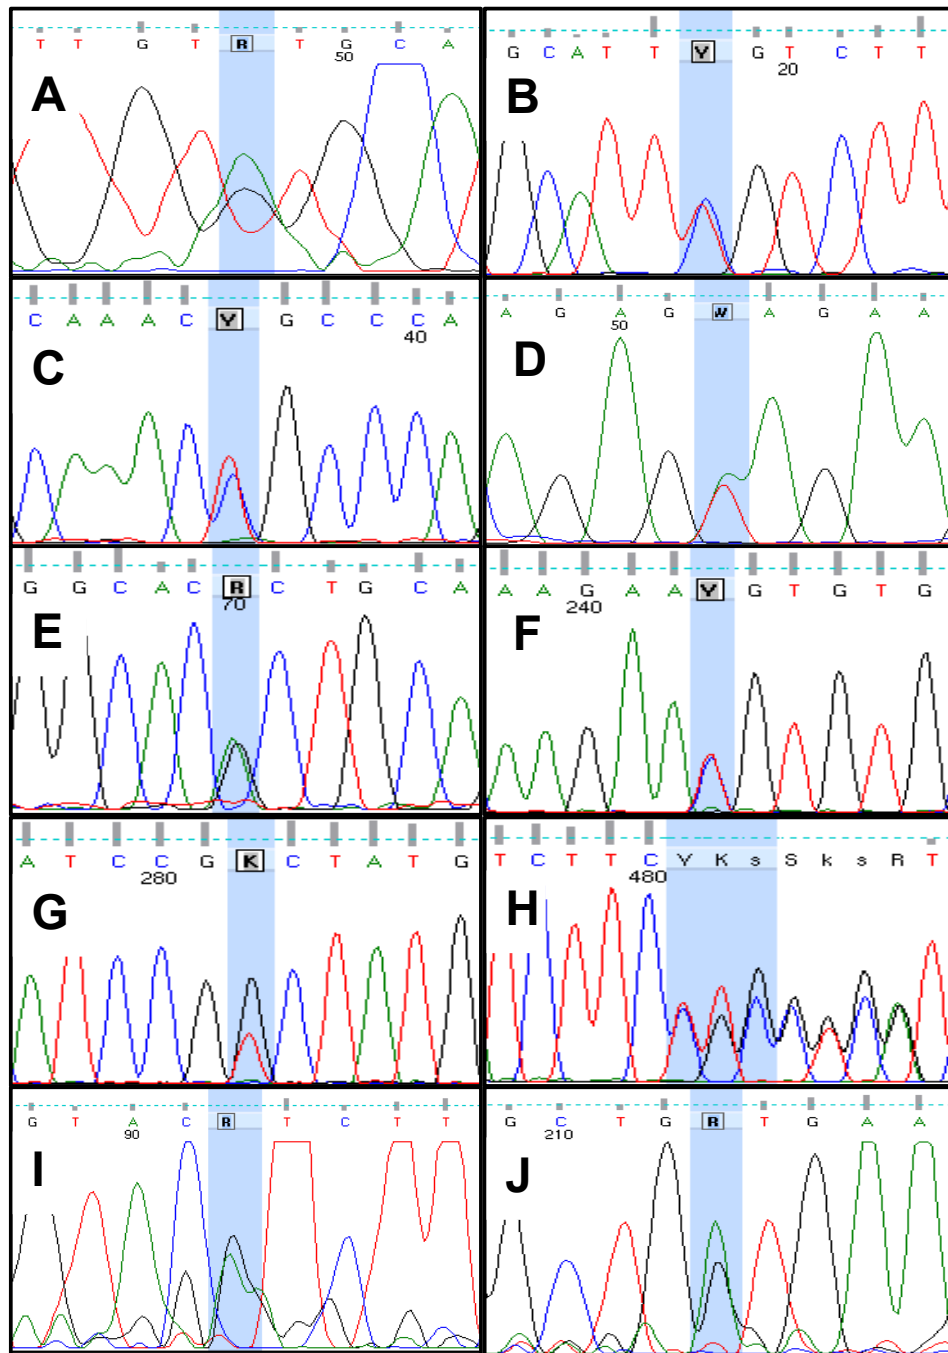 T T G T R T G C A
50
A
G C A T T Y G T C T T
20
B
C A A A C Y G C C C A
40
C
A G A G W A G A A
50
D
G G C A C R C T G C A
70
E
A A G A A Y G T G T G
240
F
A T C C G K C T A T G
280
G
T C T T C Y K s S k s R T
480
H
G T A C R T C T T
90
I
G C T G R T G A A
210
J